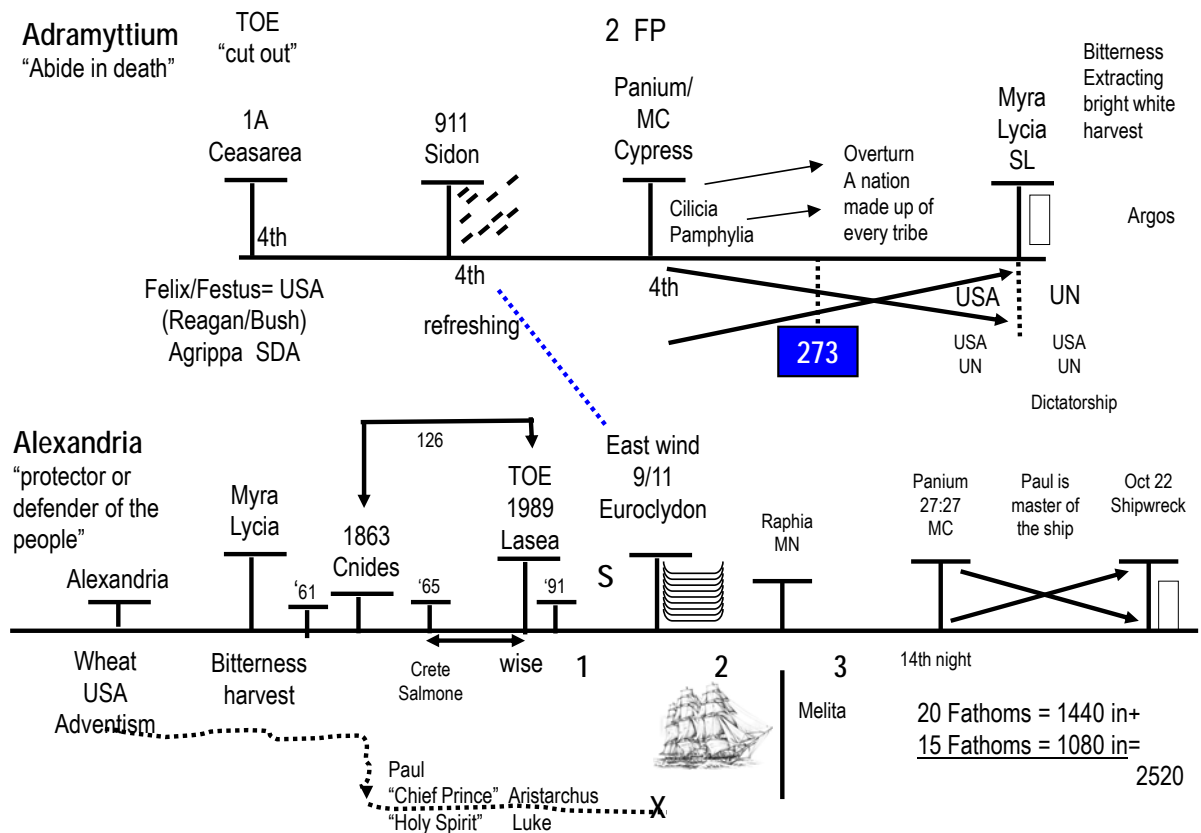 Adramyttium
"Abide in death"
TOE
"cut out"
2 FP
Bitterness
Extracting
bright white
harvest
1A
Ceasarea
911
Sidon
Panium/
MC
Cypress
Myra
Lycia
SL
Overturn
A nation
made up of
every tribe
Cilicia
Pamphylia
Argos
4th
4th
4th
Felix/Festus= USA
(Reagan/Bush)
Agrippa SDA
refreshing
273
USA
UN
USA
UN
USA
UN
Dictatorship
Alexandria
"protector or
defender of the
people"
126
Alexandria
Myra
Lycia
'61
1863
Cnides
'65
TOE
1989
Lasea
'91
S
East wind
9/11
Euroclydon
Raphia
MN
Panium
27:27
MC
Paul is
master of
the ship
Oct 22
Shipwreck
Wheat
USA
Adventism
Bitterness
harvest
Crete
Salmone
wise
1
2
3
14th night
Melita
20 Fathoms = 1440 in+
15 Fathoms = 1080 in=
2520
Paul
"Chief Prince" Aristarchus
"Holy Spirit" Luke
X